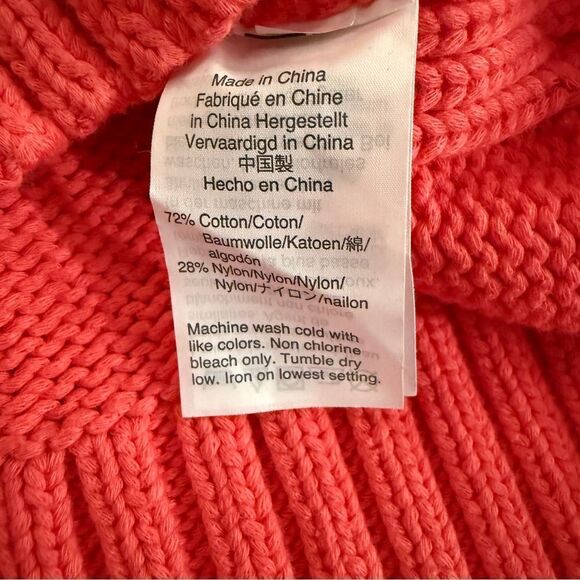 Made in China
Fabriqué en Chine
in China Hergestellt
Vervaardigd in China
中国製
Hecho en China
72% Cotton/Coton/
Baumwolle/Katoen/綿/
algodón
28% Nylon/Nylon/Nylon/
Nylon/ナイロン/nailon
Machine wash cold with
like colors. Non chlorine
bleach only. Tumble dry
low. Iron on lowest setting.